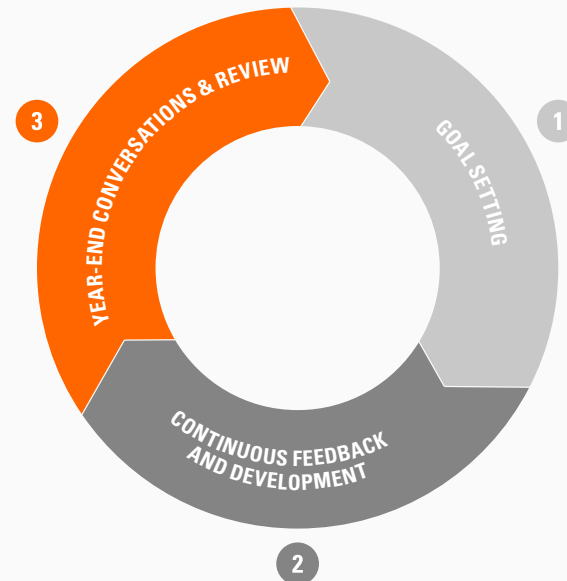 1
GOAL SETTING
2
CONTINUOUS FEEDBACK
AND DEVELOPMENT
3
YEAR-END CONVERSATIONS & REVIEW